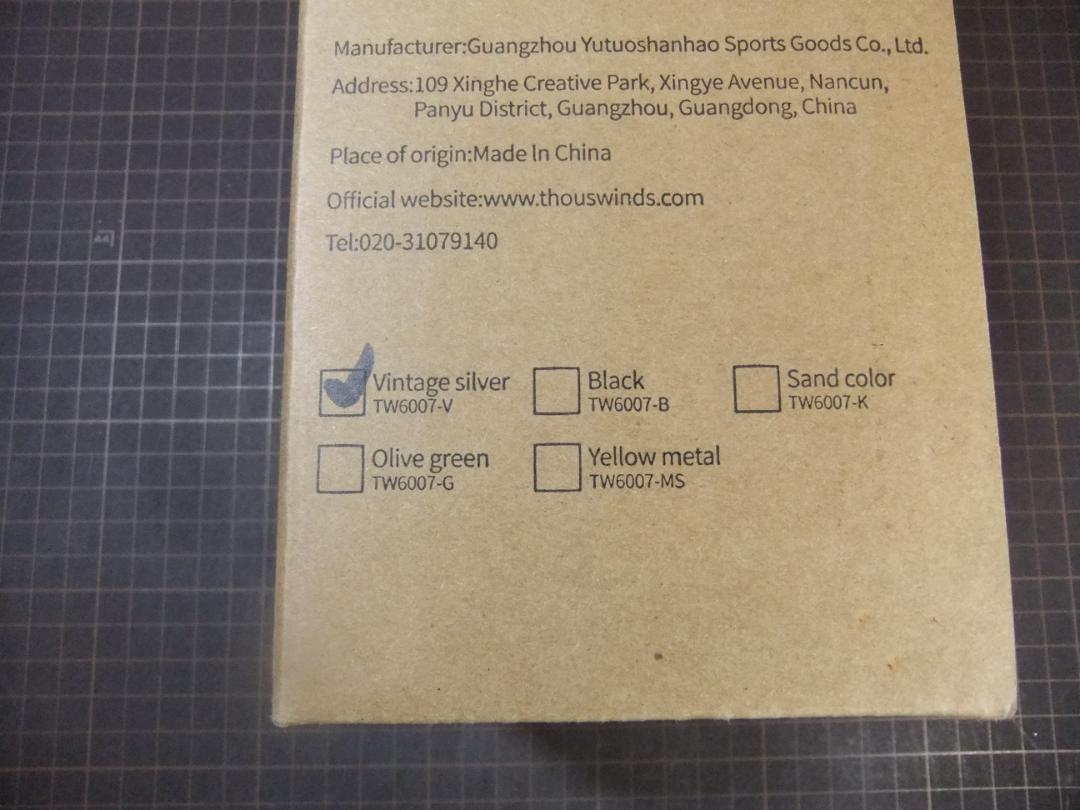 Manufacturer:Guangzhou Yutuoshanhao Sports Goods Co., Ltd.
Address:109 Xinghe Creative Park, Xingye Avenue, Nancun,
Panyu District, Guangzhou, Guangdong, China
Place of origin:Made ln China
Official website:www.thouswinds.com
Tel:020-31079140
A4
Vintage silver
TW6007-V
Black
TW6007-B
Sand color
TW6007-K
Olive green
TW6007-G
Yellow metal
TW6007-MS